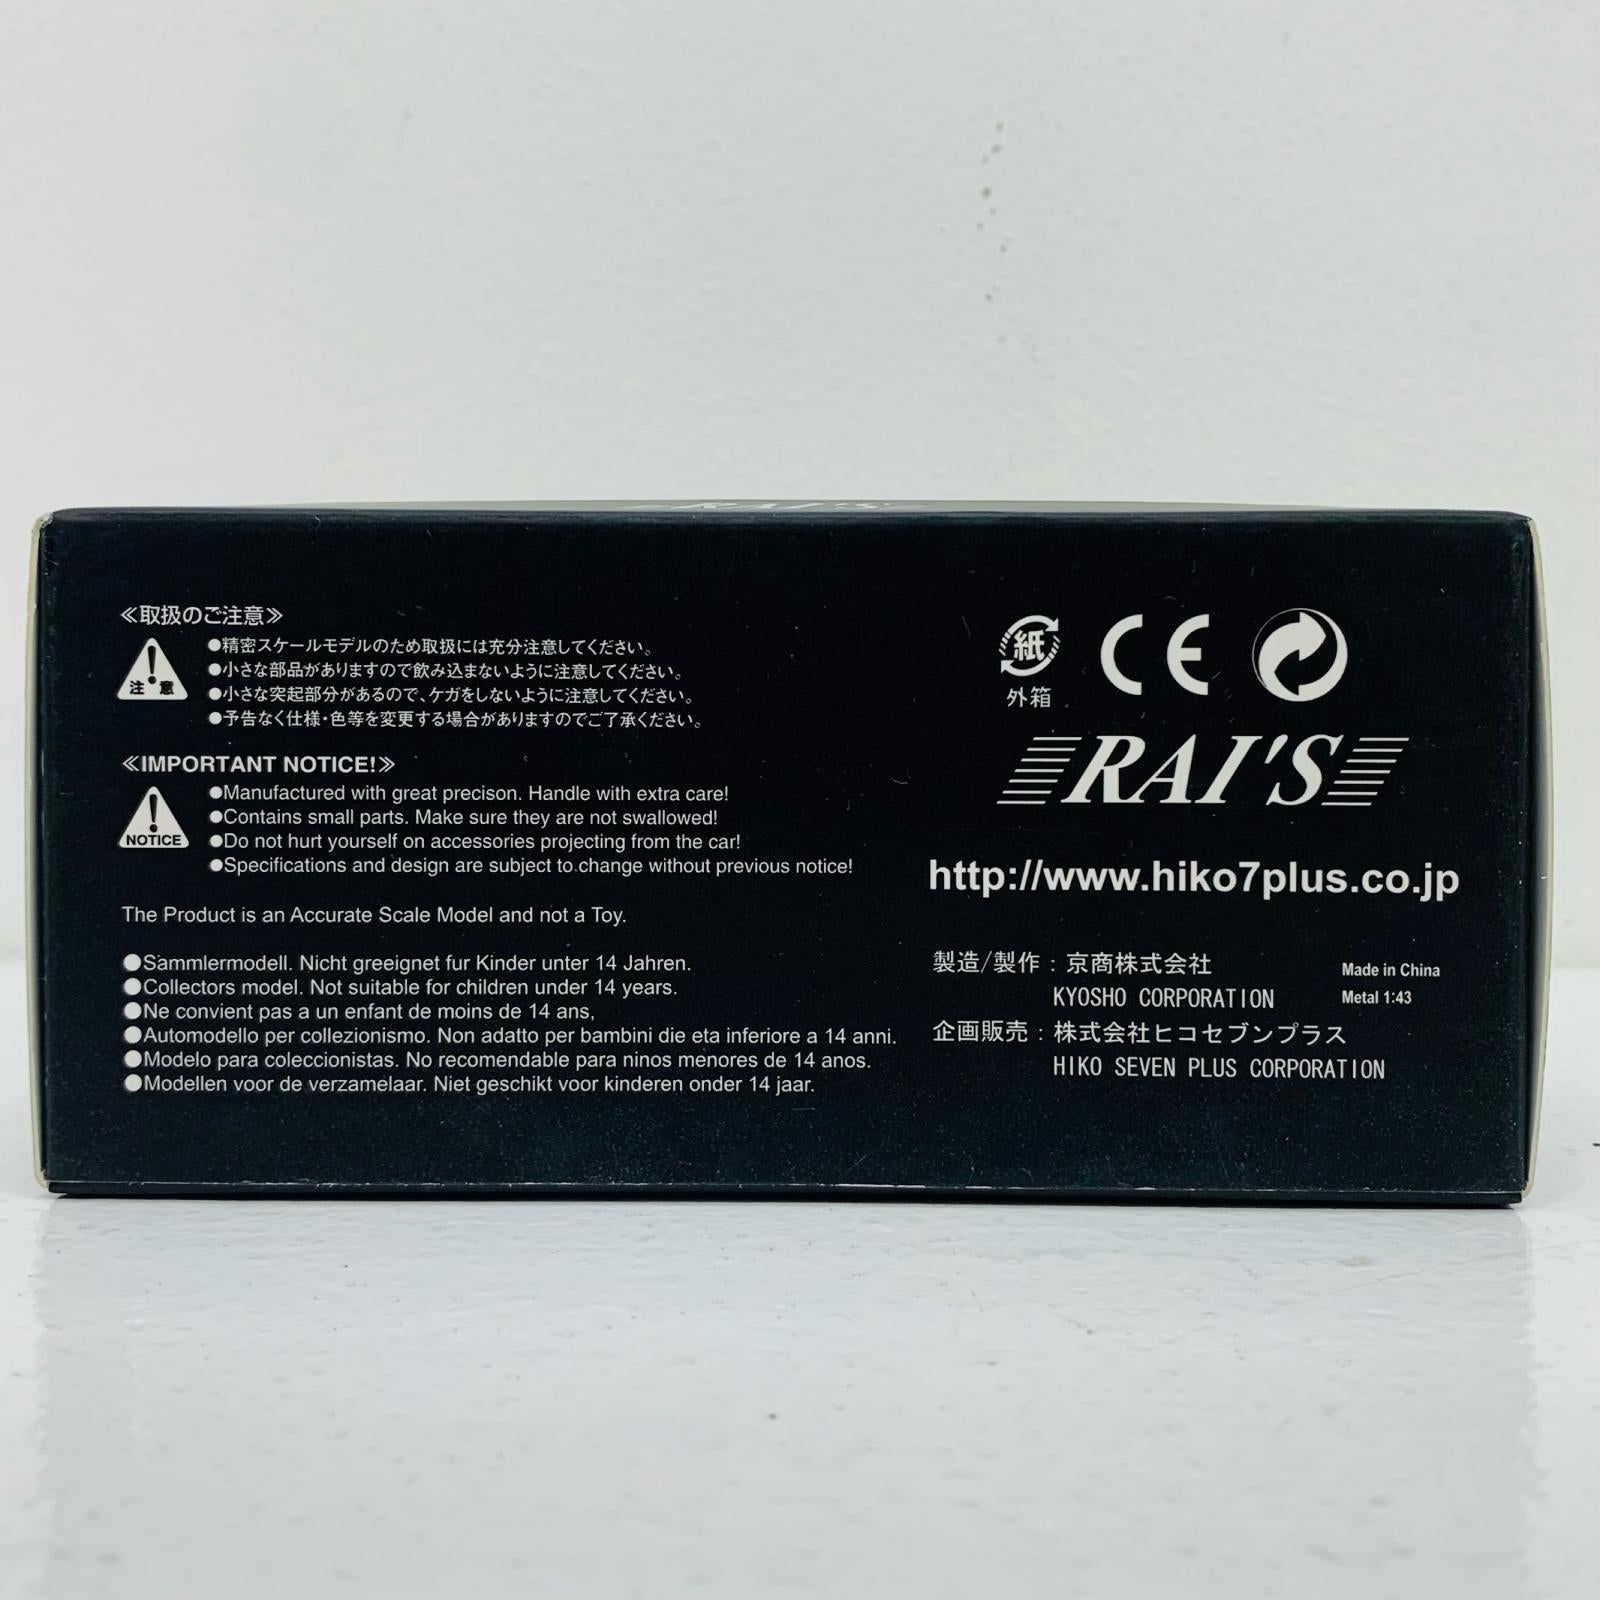 RAI'S
≪取扱のご注意≫
注意
●精密スケールモデルのため取扱には充分注意してください。
●小さな部品がありますので飲み込まないように注意してください。
●小さな突起部分があるので、ケガをしないように注意してください。
●予告なく仕様・色等を変更する場合がありますのでご了承ください。
≪IMPORTANT NOTICE!≫
NOTICE
●Manufactured with great precison. Handle with extra care!
●Contains small parts. Make sure they are not swallowed!
●Do not hurt yourself on accessories projecting from the car!
●Specifications and design are subject to change without previous notice!
The Product is an Accurate Scale Model and not a Toy.
●Sammlermodell. Nicht greeignet fur Kinder unter 14 Jahren.
●Collectors model. Not suitable for children under 14 years.
●Ne convient pas a un enfant de moins de 14 ans,
●Automodello per collezionismo. Non adatto per bambini die eta inferiore a 14 anni.
●Modelo para coleccionistas. No recomendable para ninos menores de 14 anos.
●Modellen voor de verzamelaar. Niet geschikt voor kinderen onder 14 jaar.
紙
外箱
CE
RAI'S
http://www.hiko7plus.co.jp
製造/製作：京商株式会社
KYOSHO CORPORATION
企画販売：株式会社ヒコセブンプラス
HIKO SEVEN PLUS CORPORATION
Made in China
Metal 1:43